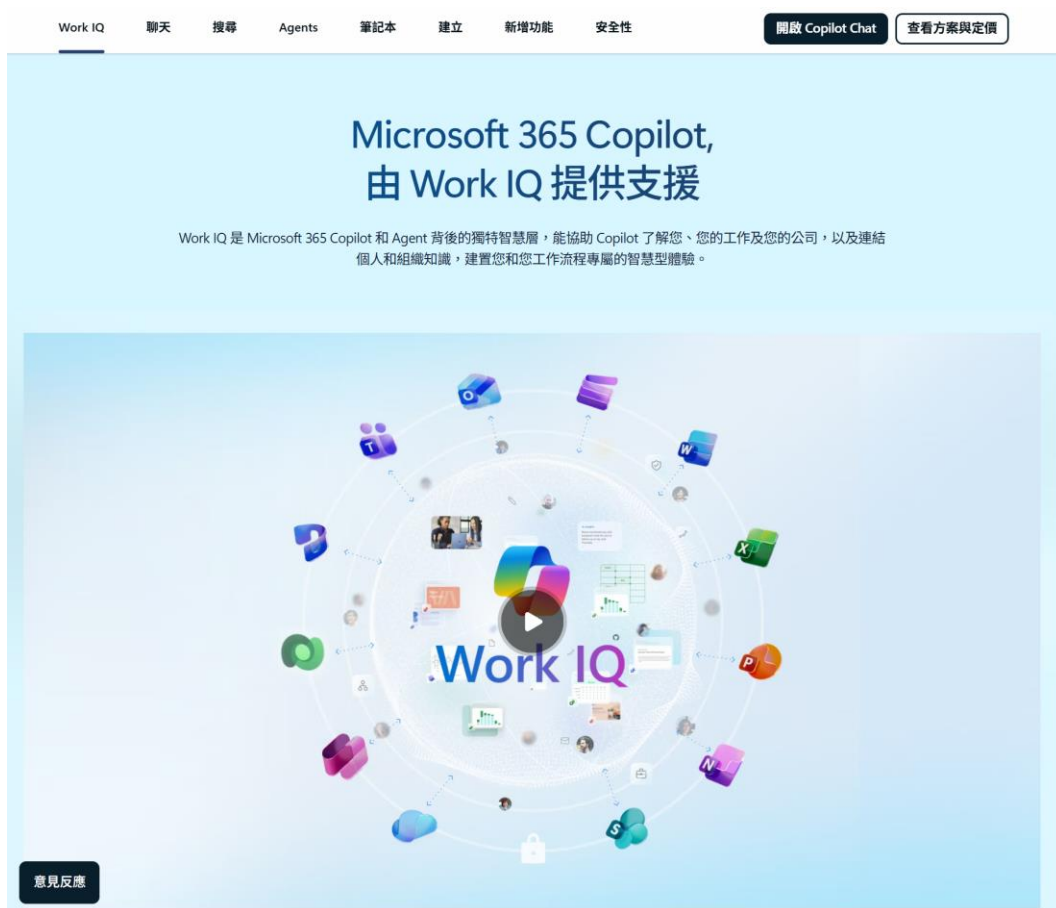 Work IQ
聊天
搜尋
Agents
筆記本
建立
新增功能
安全性
開啟 Copilot Chat
查看方案與定價
Microsoft 365 Copilot,
由 Work IQ 提供支援
Work IQ 是 Microsoft 365 Copilot 和 Agent 背後的獨特智慧層，能協助 Copilot 了解您、您的工作及您的公司，以及連結
個人和組織知識，建置您和您工作流程專屬的智慧型體驗。
O
T
W
X
Work IQ
P
N
S
意見反應